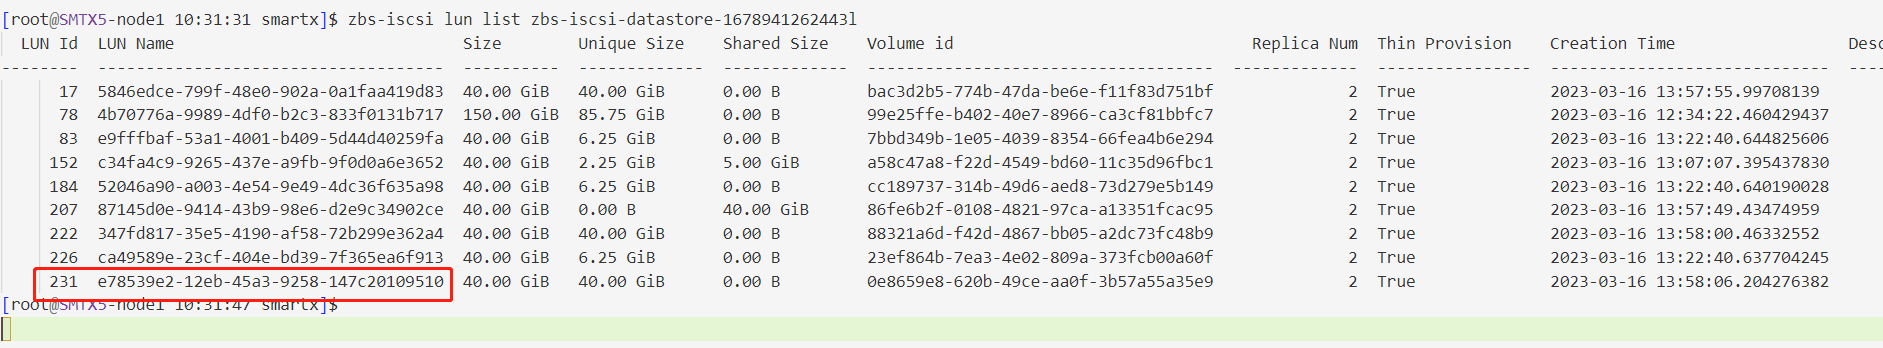 [root@SMTX5-node1 10:31:31 smartx]$ zbs-iscsi lun list zbs-iscsi-datastore-1678941262443l
LUN Id  LUN Name  Size  Unique Size  Shared Size  Volume id  Replica Num  Thin Provision  Creation Time  Desc
--------  ------------------------------------  ----------  -------------  -------------  ------------------------------------  -------------  ----------------  -----------------------------  ----
17  5846edce-799f-48e0-902a-0a1faa419d83  40.00 GiB  40.00 GiB  0.00 B  bac3d2b5-774b-47da-be6e-f11f83d751bf  2  True  2023-03-16 13:57:55.99708139
78  4b70776a-9989-4df0-b2c3-833f0131b717  150.00 GiB  85.75 GiB  0.00 B  99e25ffe-b402-40e7-8966-ca3cf81bbfc7  2  True  2023-03-16 12:34:22.460429437
83  e9fffbaf-53a1-4001-b409-5d44d40259fa  40.00 GiB  6.25 GiB  0.00 B  7bbd349b-1e05-4039-8354-66fea4b6e294  2  True  2023-03-16 13:22:40.644825606
152  c34fa4c9-9265-437e-a9fb-9f0d0a6e3652  40.00 GiB  2.25 GiB  5.00 GiB  a58c47a8-f22d-4549-bd60-11c35d96fbc1  2  True  2023-03-16 13:07:07.395437830
184  52046a90-a003-4e54-9e49-4dc36f635a98  40.00 GiB  6.25 GiB  0.00 B  cc189737-314b-49d6-aed8-73d279e5b149  2  True  2023-03-16 13:22:40.640190028
207  87145d0e-9414-43b9-98e6-d2e9c34902ce  40.00 GiB  0.00 B  40.00 GiB  86fe6b2f-0108-4821-97ca-a13351fcac95  2  True  2023-03-16 13:57:49.43474959
222  347fd817-35e5-4190-af58-72b299e362a4  40.00 GiB  40.00 GiB  0.00 B  88321a6d-f42d-4867-bb05-a2dc73fc48b9  2  True  2023-03-16 13:58:00.46332552
226  ca49589e-23cf-404e-bd39-7f365ea6f913  40.00 GiB  6.25 GiB  0.00 B  23ef864b-7ea3-4e02-809a-373fcb00a60f  2  True  2023-03-16 13:22:40.637704245
231  e78539e2-12eb-45a3-9258-147c20109510  40.00 GiB  40.00 GiB  0.00 B  0e8659e8-620b-49ce-aa0f-3b57a55a35e9  2  True  2023-03-16 13:58:06.204276382
[root@SMTX5-node1 10:31:47 smartx]$